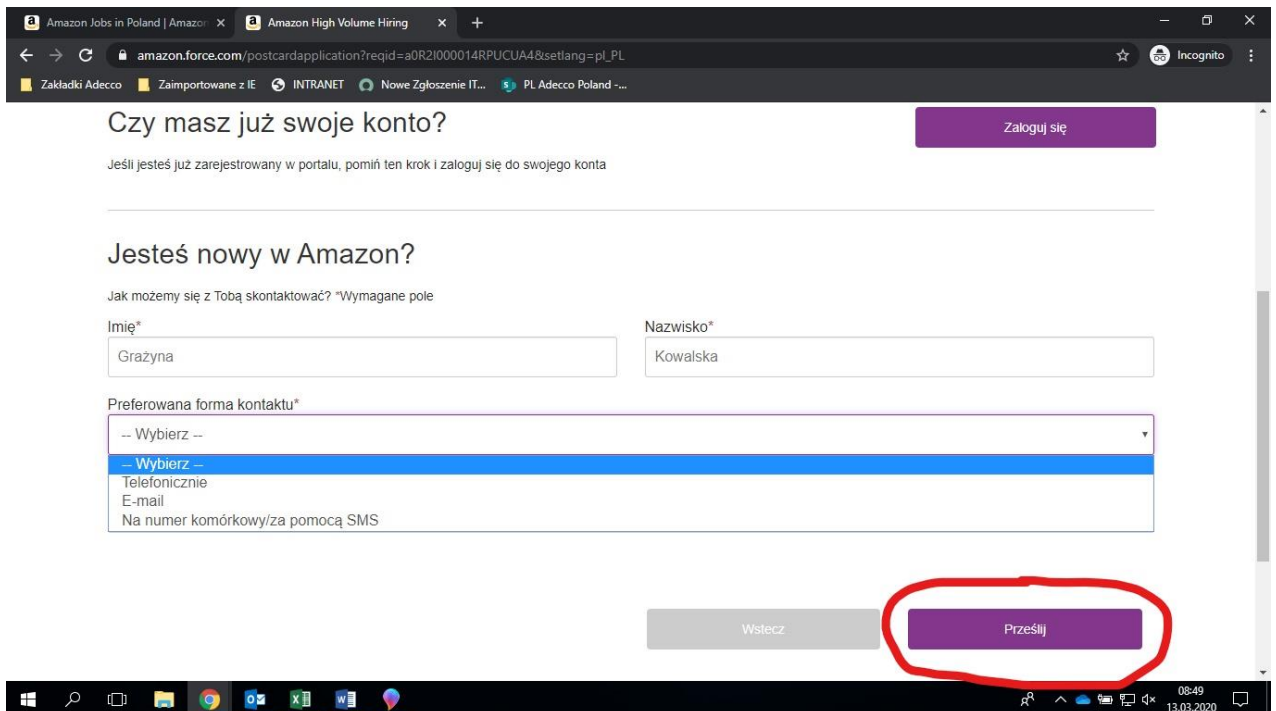 Amazon Jobs in Poland | Amazon
Amazon High Volume Hiring
amazon.force.com/postcardapplication?reqid=a0R2I000014RPUCUA4&setlang=pl_PL
Incognito
Zakładki Adecco
Zaimportowane z IE
INTRANET
Nowe Zgłoszenie IT...
PL Adecco Poland -...
Czy masz już swoje konto?
Zaloguj się
Jeśli jesteś już zarejestrowany w portalu, pomiń ten krok i zaloguj się do swojego konta
Jesteś nowy w Amazon?
Jak możemy się z Tobą skontaktować? *Wymagane pole
Imię*
Nazwisko*
Grażyna
Kowalska
Preferowana forma kontaktu*
-- Wybierz --
-- Wybierz --
Telefonicznie
E-mail
Na numer komórkowy/za pomocą SMS
Wstecz
Prześlij
08:49
13.03.2020